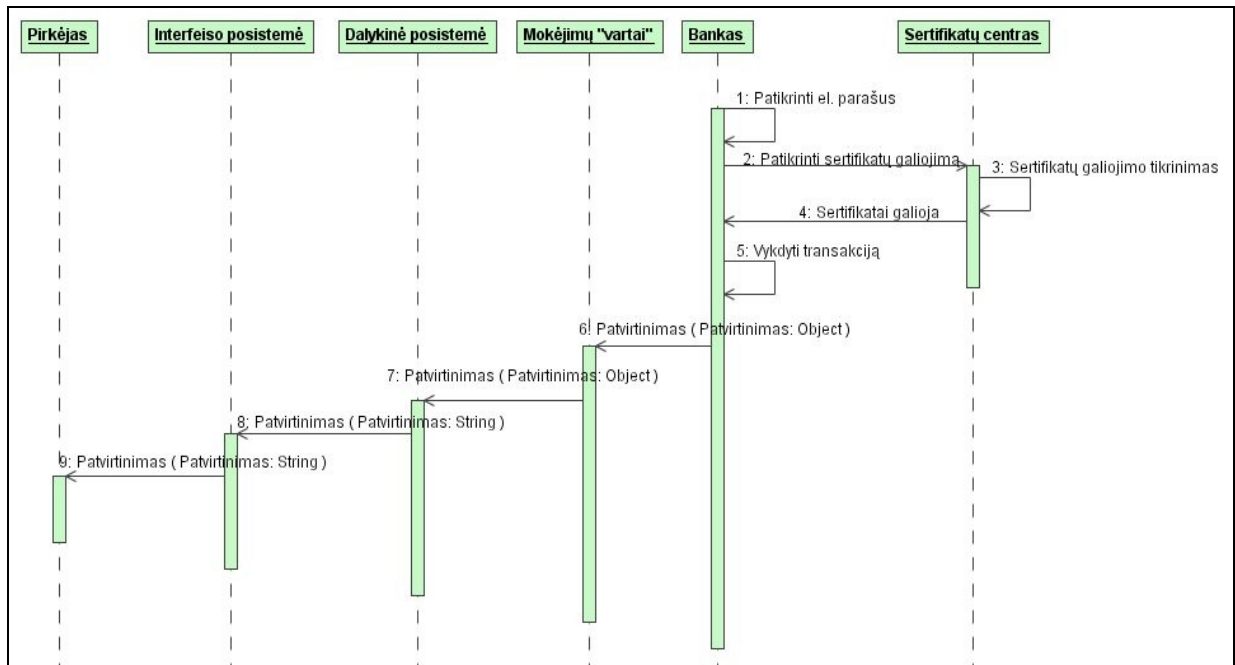 Pirkėjas
Interfeiso posistemė
Dalykinė posistemė
Mokėjimų "vartai"
Bankas
Sertifikatų centras
1: Patikrinti el. parašus
2: Patikrinti sertifikatų galiojimą
3: Sertifikatų galiojimo tikrinimas
4: Sertifikatai galioja
5: Vykdyti transakciją
6: Patvirtinimas ( Patvirtinimas: Object )
7: Patvirtinimas ( Patvirtinimas: Object )
8: Patvirtinimas ( Patvirtinimas: String )
9: Patvirtinimas ( Patvirtinimas: String )